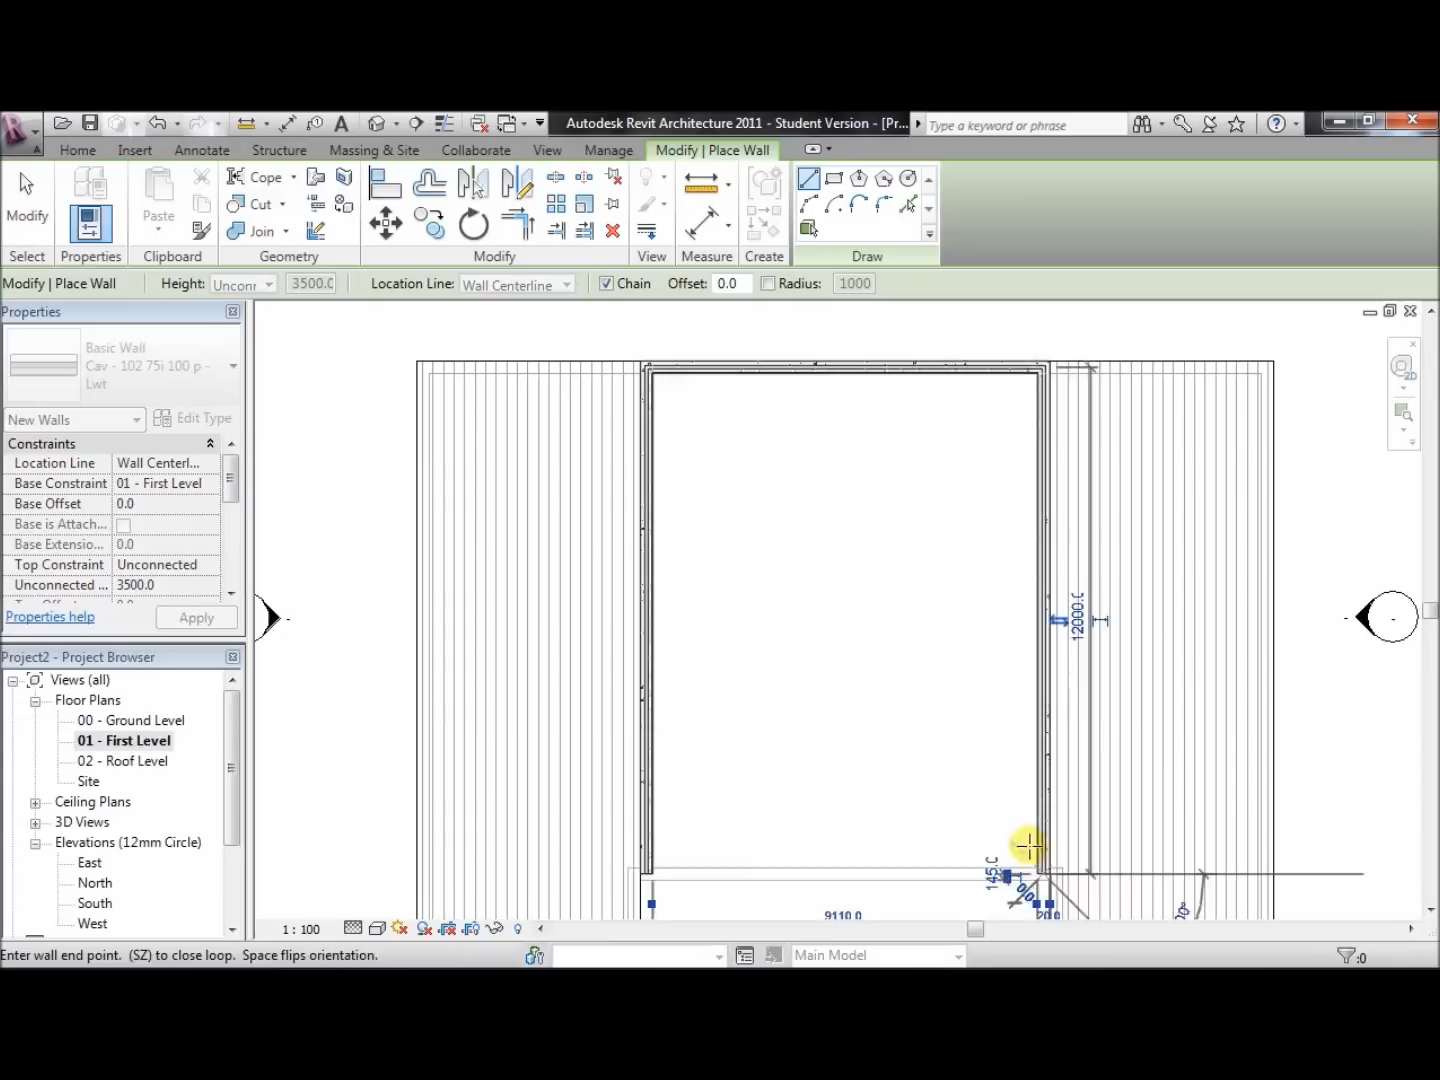 Autodesk Revit Architecture 2011 - Student Version - [Pr...
Type a keyword or phrase
Home Insert Annotate Structure Massing & Site Collaborate View Manage Modify | Place Wall
Modify
Paste
Cope
Cut
Join
Select Properties Clipboard Geometry Modify View Measure Create Draw
Modify | Place Wall Height: Unconr 3500.0 Location Line: Wall Centerline Chain Offset: 0.0 Radius: 1000
Properties
Basic Wall
Cav - 102 75i 100 p -
Lwt
New Walls Edit Type
Constraints
Location Line Wall Centerl...
Base Constraint 01 - First Level
Base Offset 0.0
Base is Attach...
Base Extensio... 0.0
Top Constraint Unconnected
Unconnected ... 3500.0
Properties help Apply
Project2 - Project Browser
Views (all)
Floor Plans
00 - Ground Level
01 - First Level
02 - Roof Level
Site
Ceiling Plans
3D Views
Elevations (12mm Circle)
East
North
South
West
2D
12000.0
145.0
0.0
9110.0
20.0
1 : 100
Enter wall end point. (SZ) to close loop. Space flips orientation.
Main Model
:0